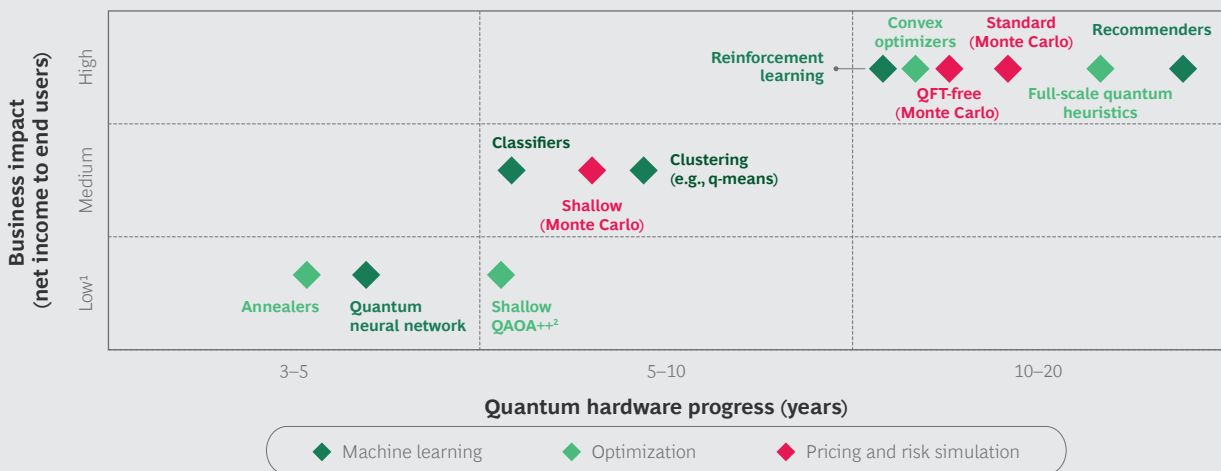 Business impact
(net income to end users)
High
Medium
Low¹
Reinforcement
learning
Convex
optimizers
QFT-free
(Monte Carlo)
Standard
(Monte Carlo)
Full-scale quantum
heuristics
Recommenders
Classifiers
Shallow
(Monte Carlo)
Clustering
(e.g., q-means)
Annealers
Quantum
neural network
Shallow
QAOA++²
3–5
5–10
10–20
Quantum hardware progress (years)
Machine learning
Optimization
Pricing and risk simulation